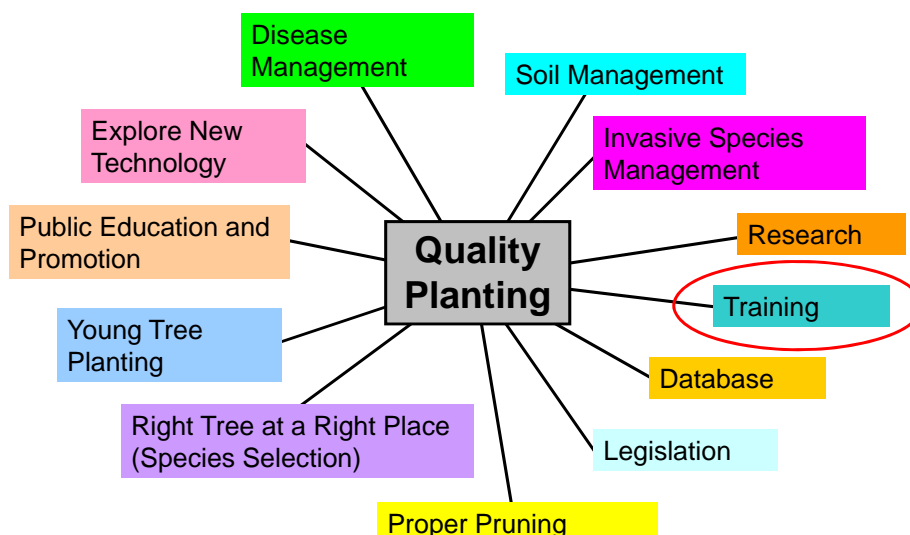 Disease
Management
Soil Management
Explore New
Technology
Invasive Species
Management
Public Education and
Promotion
Quality
Planting
Research
Training
Young Tree
Planting
Database
Right Tree at a Right Place
(Species Selection)
Legislation
Proper Pruning